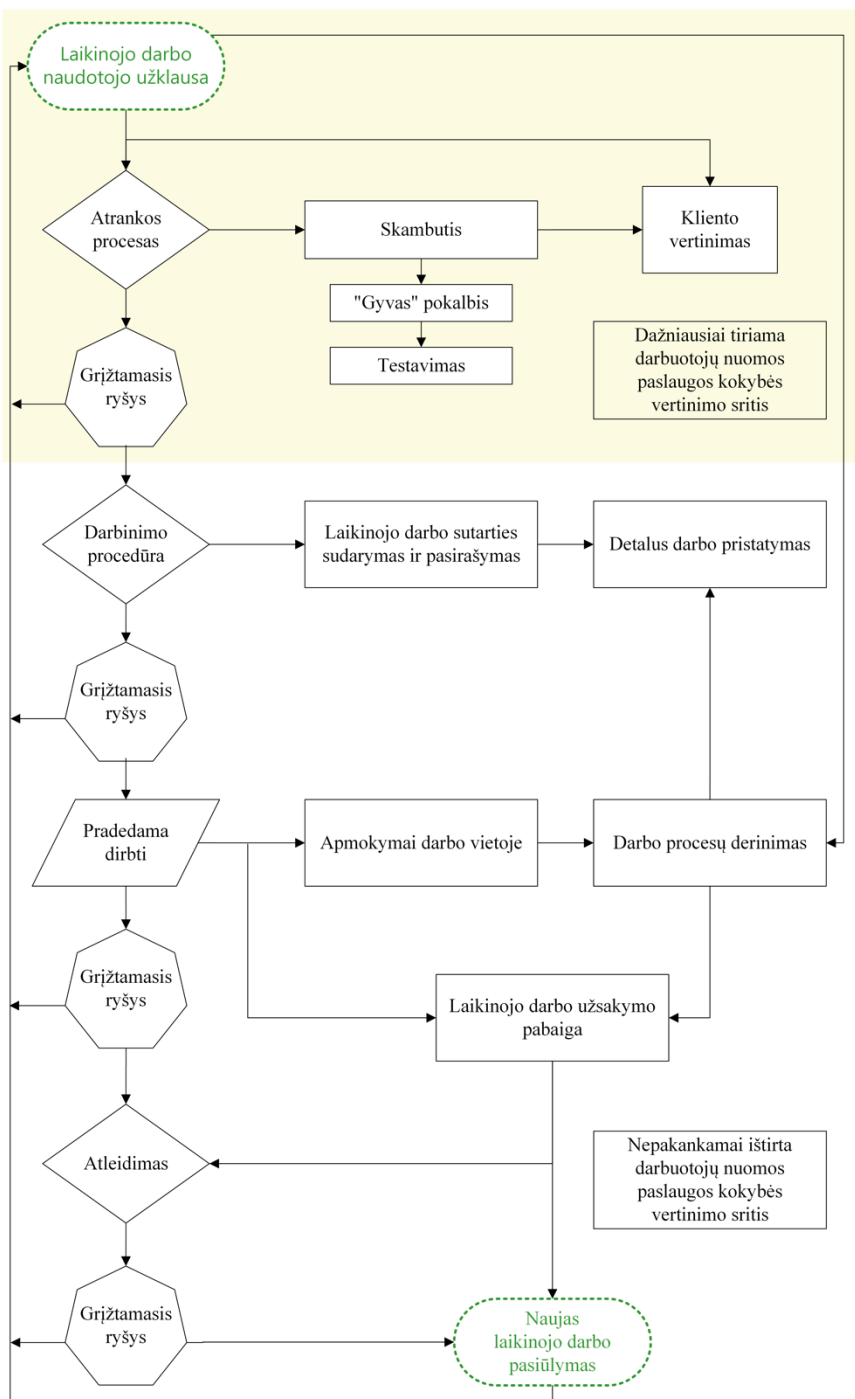 Laikinojo darbo
naudotojo užklausa
Atrankos
procesas
Skambutis
Kliento
vertinimas
"Gyvas" pokalbis
Testavimas
Grįžtamasis
ryšys
Dažniausiai tiriama
darbuotojų nuomos
paslaugos kokybės
vertinimo sritis
Darbinimo
procedūra
Laikinojo darbo sutarties
sudarymas ir pasirašymas
Detalus darbo pristatymas
Grįžtamasis
ryšys
Pradedama
dirbti
Apmokymai darbo vietoje
Darbo procesų derinimas
Grįžtamasis
ryšys
Laikinojo darbo užsakymo
pabaiga
Atleidimas
Nepakankamai ištirta
darbuotojų nuomos
paslaugos kokybės
vertinimo sritis
Grįžtamasis
ryšys
Naujas
laikinojo darbo
pasiūlymas